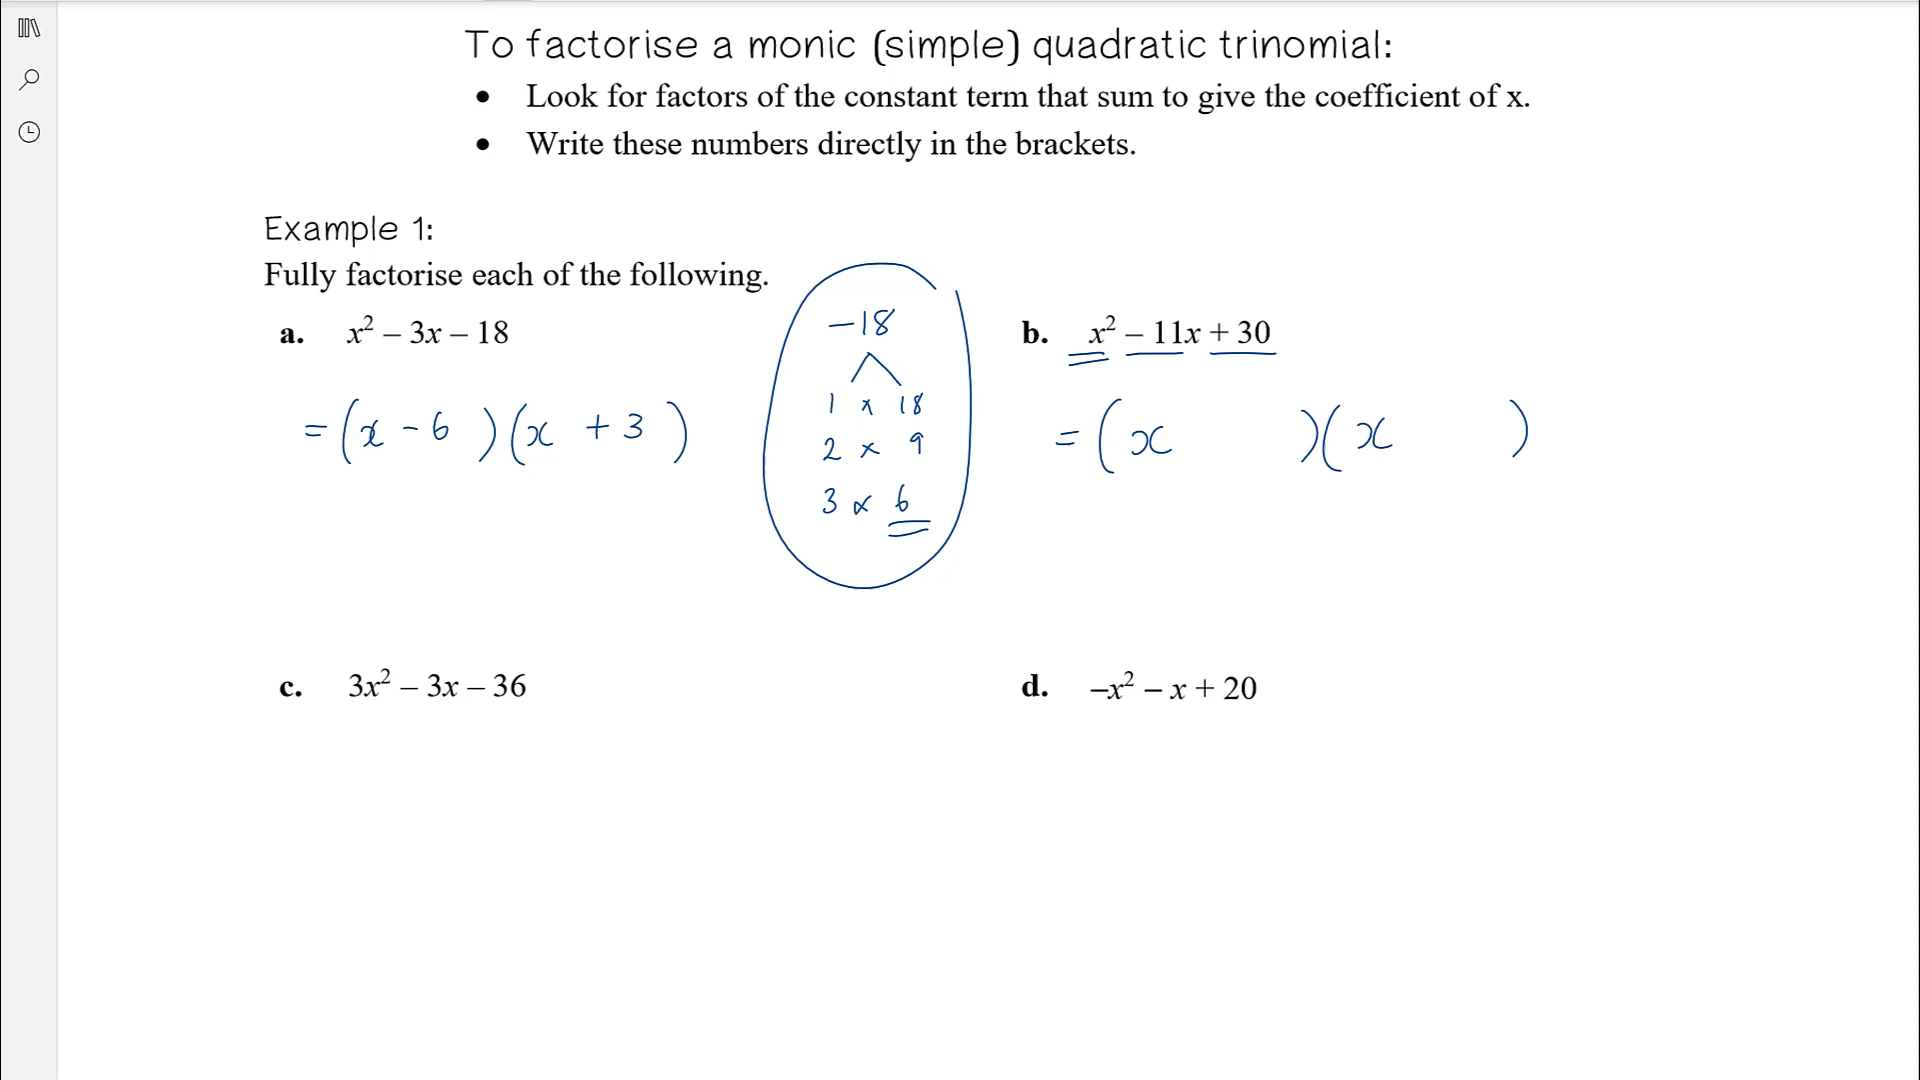 To factorise a monic (simple) quadratic trinomial:
• Look for factors of the constant term that sum to give the coefficient of x.
• Write these numbers directly in the brackets.
Example 1:
Fully factorise each of the following.
a. x² – 3x – 18
= (x - 6 )(x + 3 )
–18
1 x 18
2 x 9
3 x 6
b. x² – 11x + 30
= (x )(x )
c. 3x² – 3x – 36
d. –x² – x + 20